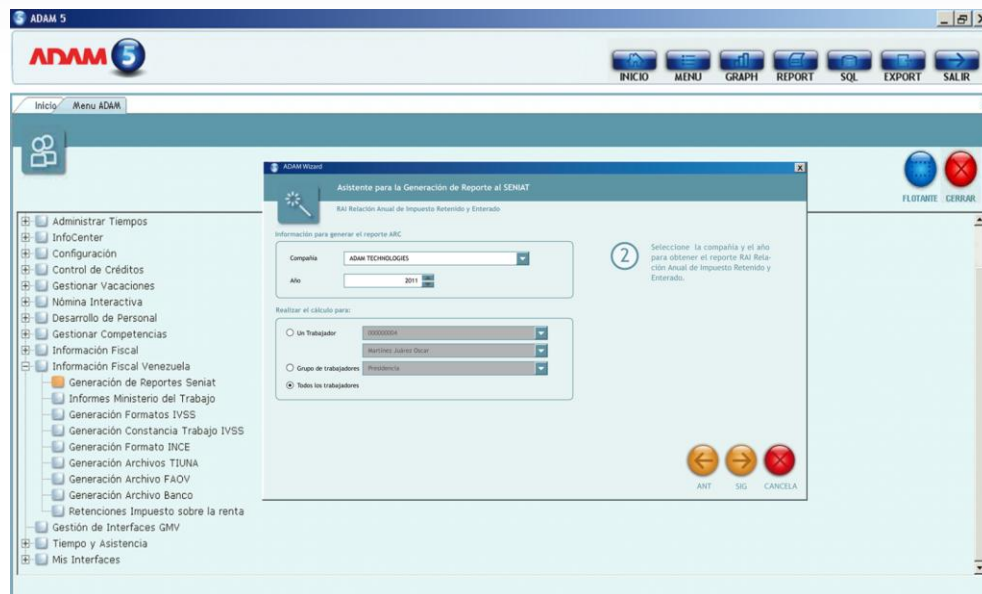 ADAM 5
ADAM 5
INICIO MENU GRAPH REPORT SQL EXPORT SALIR
Inicio Menu ADAM
FLOTANTE CERRAR
Administrar Tiempos
InfoCenter
Configuración
Control de Créditos
Gestionar Vacaciones
Nómina Interactiva
Desarrollo de Personal
Gestionar Competencias
Información Fiscal
Información Fiscal Venezuela
Generación de Reportes Seniat
Informes Ministerio del Trabajo
Generación Formatos IVSS
Generación Constancia Trabajo IVSS
Generación Formato INCE
Generación Archivos TIUNA
Generación Archivo FAOV
Generación Archivo Banco
Retenciones Impuesto sobre la renta
Gestión de Interfaces GMV
Tiempo y Asistencia
Mis Interfaces
ADAM Wizard
Asistente para la Generación de Reporte al SENIAT
RAI Relación Anual de Impuesto Retenido y Enterado
Información para generar el reporte ARC
Compañía ADAM TECHNOLOGIES
Año 2011
Realizar el cálculo para:
Un Trabajador 000000004
Martínes Juárez Oscar
Grupo de trabajadores Presidencia
Todos los trabajadores
2
Seleccione la compañía y el año
para obtener el reporte RAI Rela-
ción Anual de Impuesto Retenido y
Enterado.
ANT SIG CANCELA